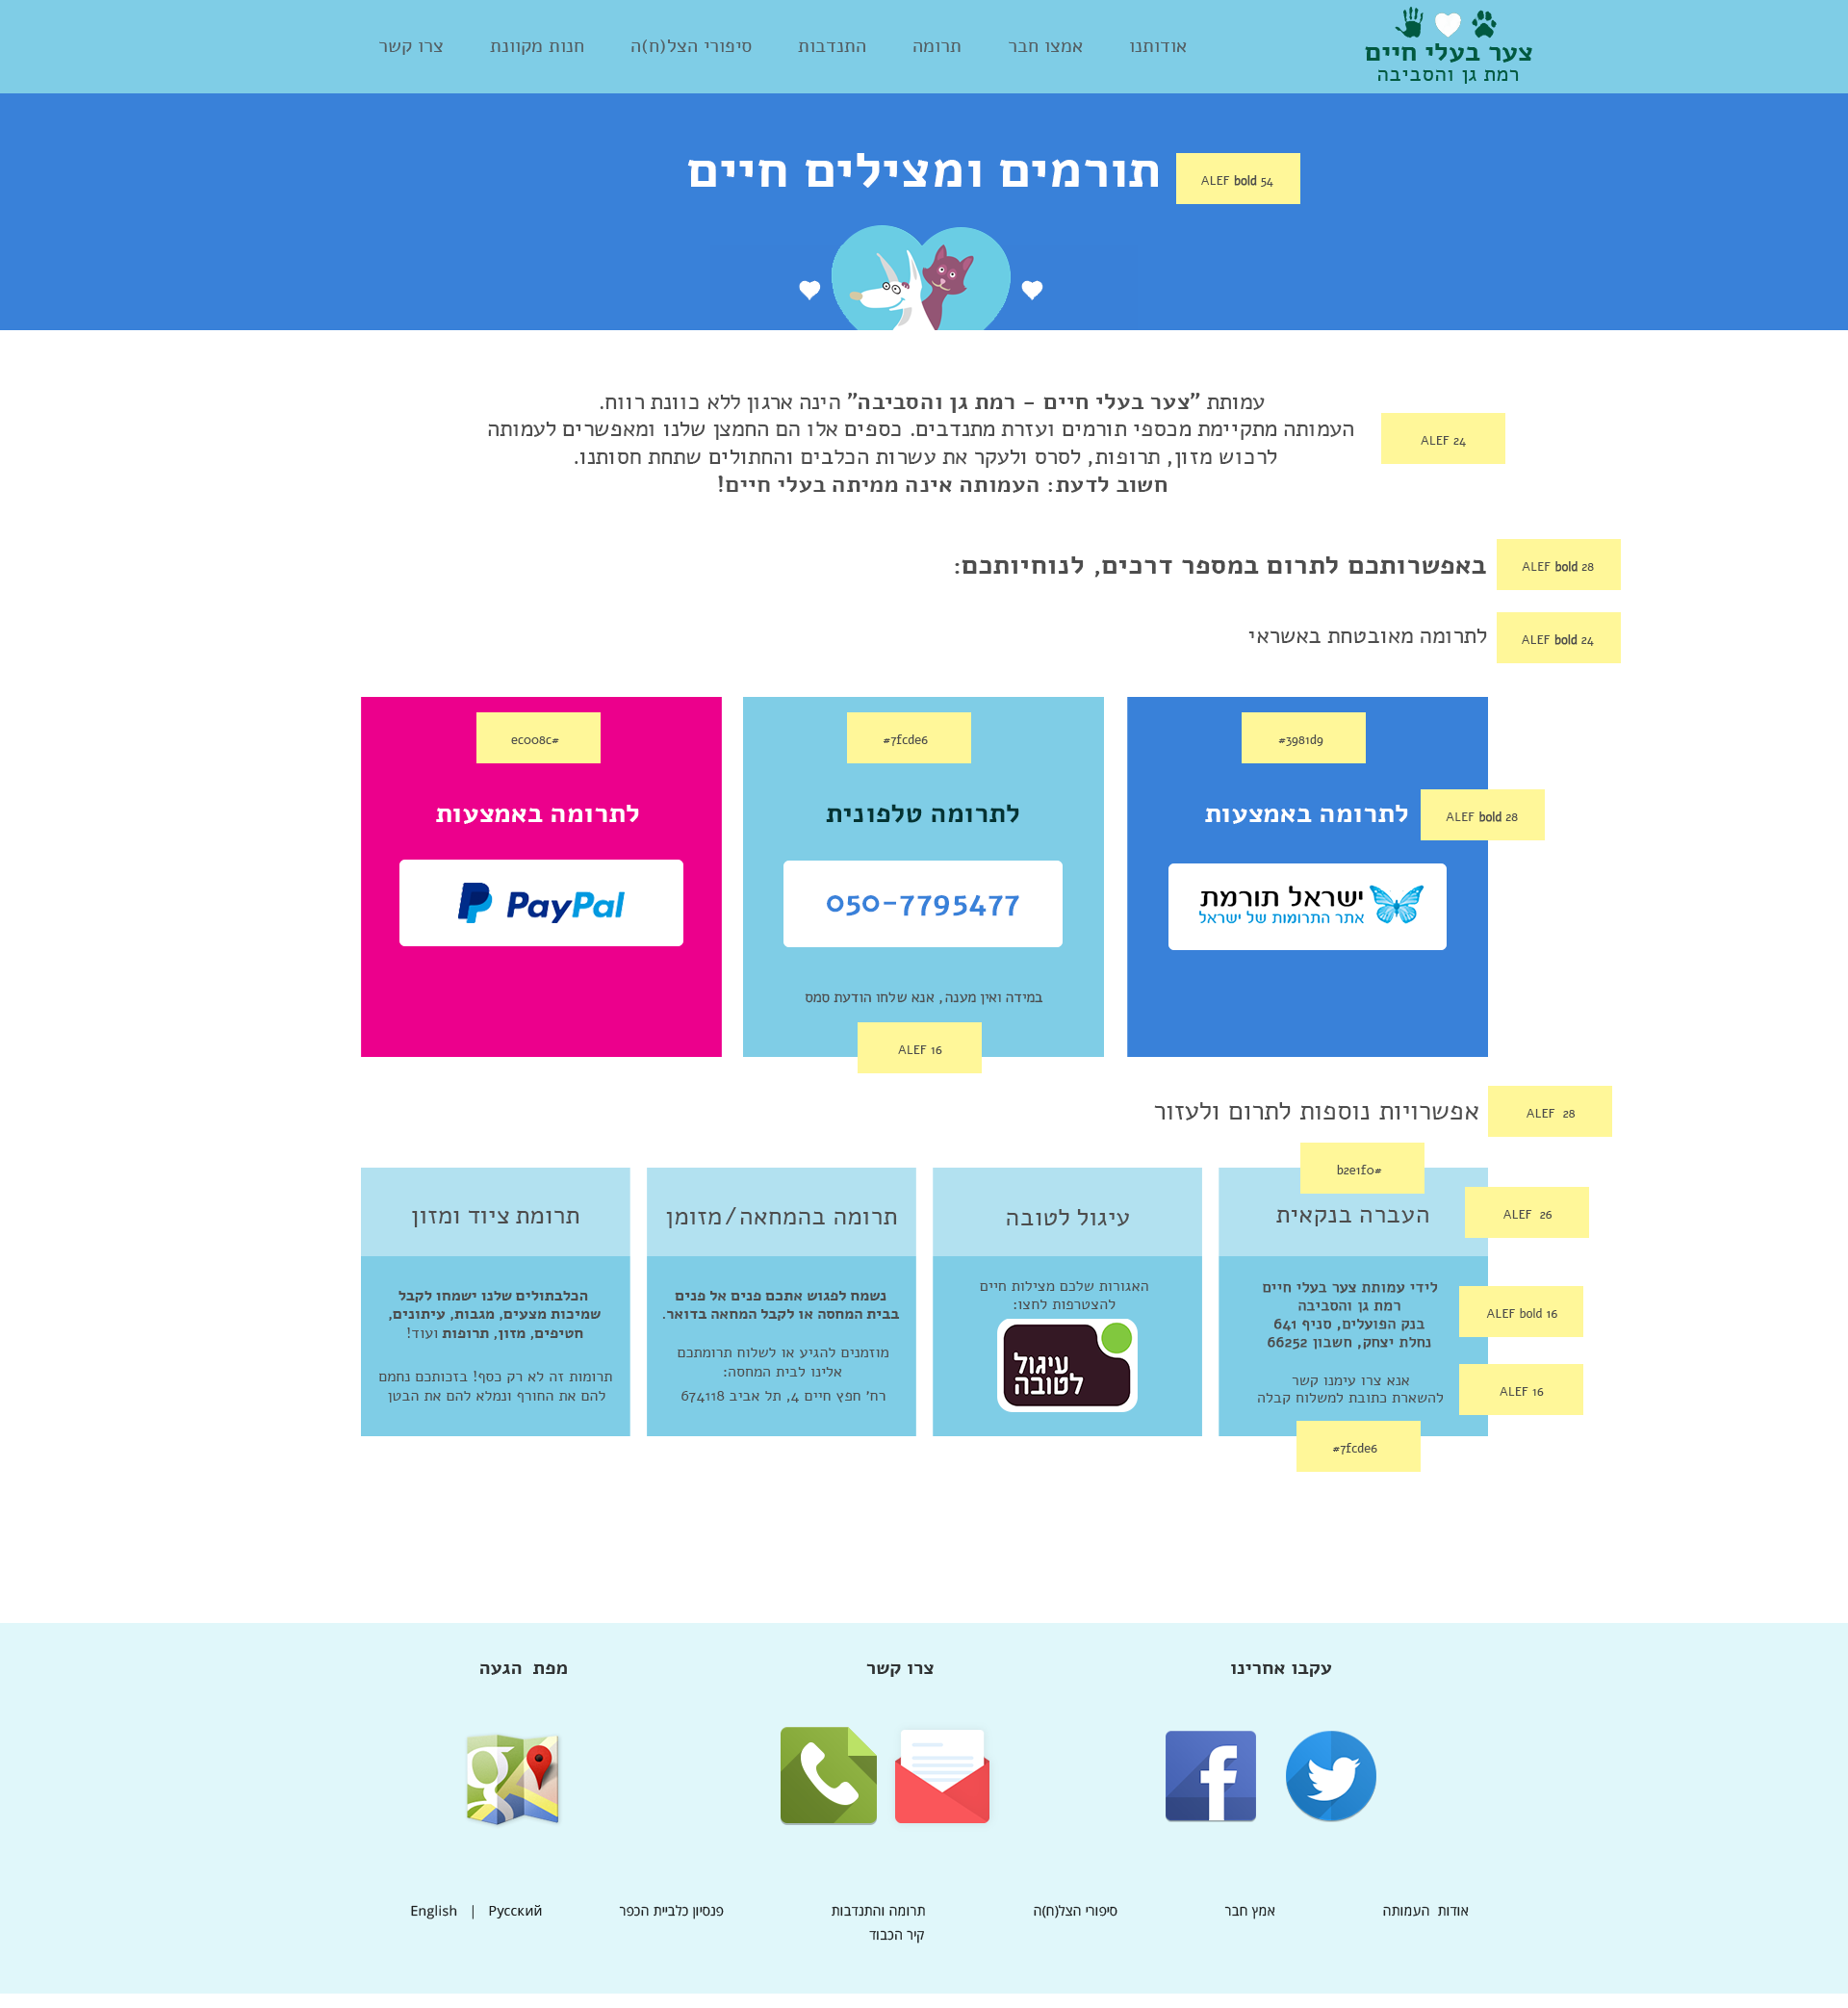 צער בעלי חיים
רמת גן והסביבה
אודותנו
אמצו חבר
תרומה
התנדבות
סיפורי הצל(ח)ה
חנות מקוונת
צרו קשר
ALEF bold 54
תורמים ומצילים חיים
עמותת "צער בעלי חיים - רמת גן והסביבה" הינה ארגון ללא כוונת רווח.
העמותה מתקיימת מכספי תורמים ועזרת מתנדבים. כספים אלו הם החמצן שלנו ומאפשרים לעמותה
לרכוש מזון, תרופות, לסרס ולעקר את עשרות הכלבים והחתולים שתחת חסותנו.
חשוב לדעת: העמותה אינה ממיתה בעלי חיים!
ALEF 24
ALEF bold 28
באפשרותכם לתרום במספר דרכים, לנוחיותכם:
ALEF bold 24
לתרומה מאובטחת באשראי
#3981d9
ALEF bold 28
לתרומה באמצעות
ישראל תורמת
אתר התרומות של ישראל
#7fcde6
לתרומה טלפונית
050-7795477
במידה ואין מענה, אנא שלחו הודעת סמס
ALEF 16
ec008c#
לתרומה באמצעות
PayPal
ALEF 28
אפשרויות נוספות לתרום ולעזור
b2e1f0#
ALEF 26
העברה בנקאית
לידי עמותת צער בעלי חיים
רמת גן והסביבה
בנק הפועלים, סניף 641
נחלת יצחק, חשבון 66252
ALEF bold 16
אנא צרו עימנו קשר
להשארת כתובת למשלוח קבלה
ALEF 16
#7fcde6
עיגול לטובה
האגורות שלכם מצילות חיים
להצטרפות לחצו:
עיגול
לטובה
תרומה בהמחאה/מזומן
נשמח לפגוש אתכם פנים אל פנים
בבית המחסה או לקבל המחאה בדואר.
מוזמנים להגיע או לשלוח תרומתכם
אלינו לבית המחסה:
רח' חפץ חיים 4, תל אביב 674118
תרומת ציוד ומזון
הכלבתולים שלנו ישמחו לקבל
שמיכות מצעים, מגבות, עיתונים,
חטיפים, מזון, תרופות ועוד!
תרומות זה לא רק כסף! בזכותכם נחמם
להם את החורף ונמלא להם את הבטן
עקבו אחרינו
צרו קשר
מפת הגעה
אודות העמותה
אמץ חבר
סיפורי הצל(ח)ה
תרומה והתנדבות
קיר הכבוד
פנסיון כלביית הכפר
English | Русский